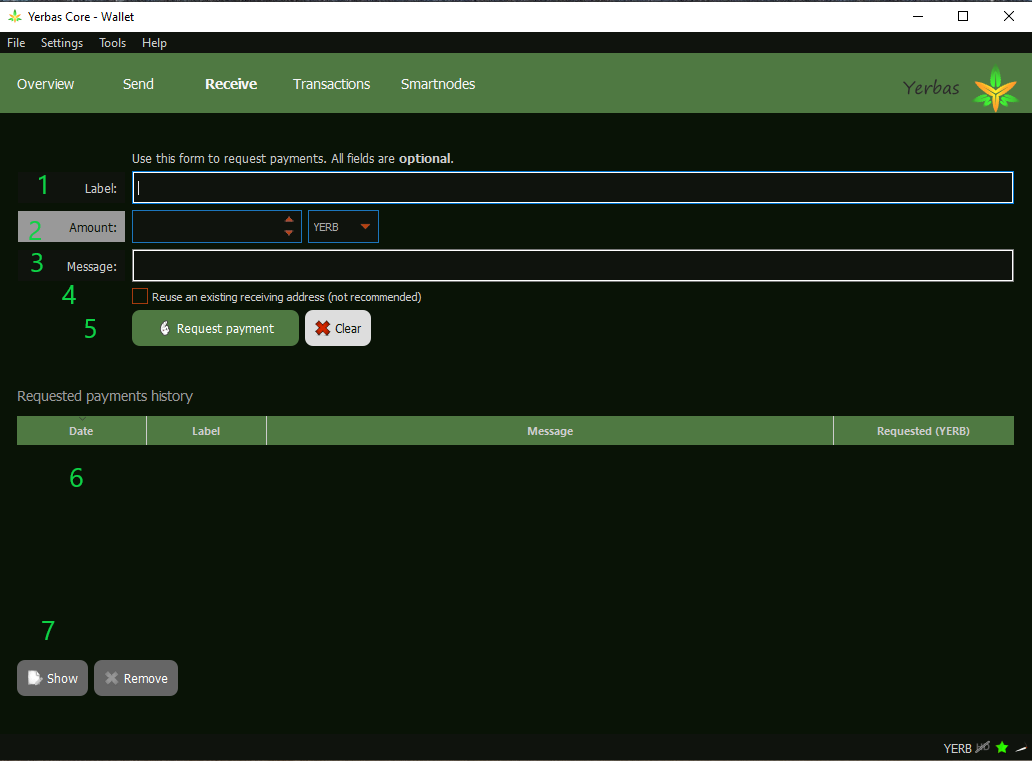 Yerbas Core - Wallet
File Settings Tools Help
Overview Send Receive Transactions Smartnodes Yerbas
Use this form to request payments. All fields are optional.
1 Label:
2 Amount: YERB
3 Message:
4 Reuse an existing receiving address (not recommended)
5 Request payment Clear
Requested payments history
Date Label Message Requested (YERB)
6
7
Show Remove
YERB HD